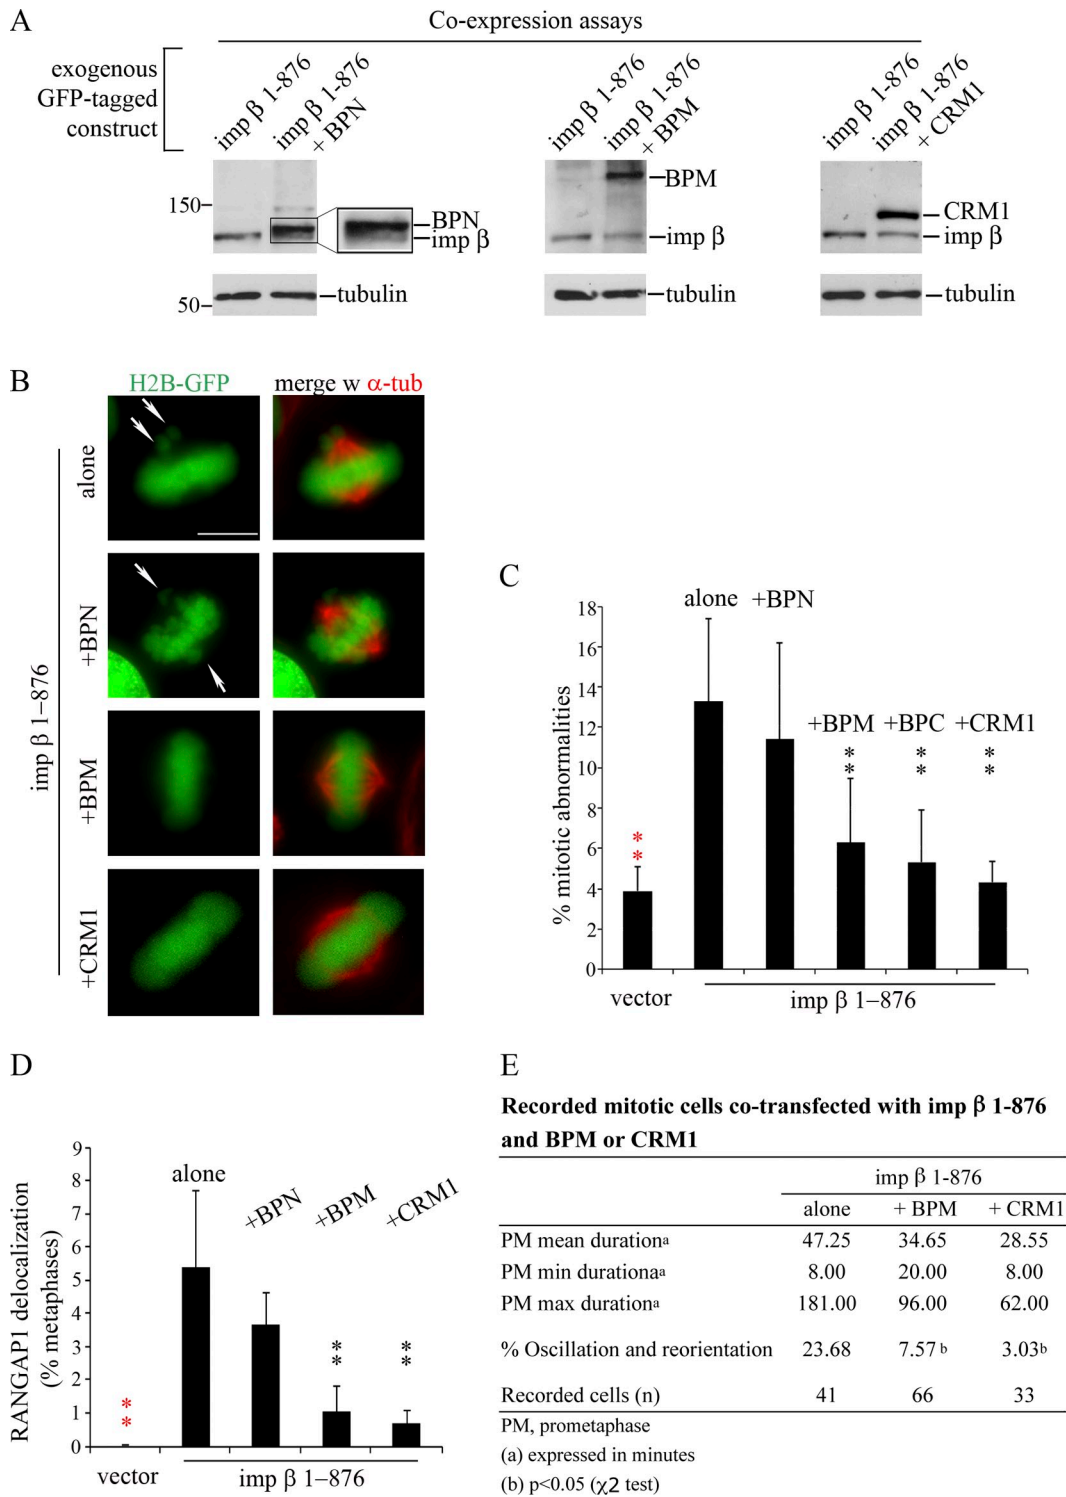 A
Co-expression assays
exogenous
GFP-tagged
construct
imp β 1-876
imp β 1-876
+ BPN
imp β 1-876
imp β 1-876
+ BPM
imp β 1-876
imp β 1-876
+ CRM1
150
BPN
imp β
BPM
imp β
CRM1
imp β
50
tubulin
tubulin
tubulin
B
H2B-GFP
merge w α-tub
imp β 1–876
alone
+BPN
+BPM
+CRM1
C
% mitotic abnormalities
18
16
14
12
10
8
6
4
2
0
alone
+BPN
+BPM
+BPC
+CRM1
* *
* *
* *
* *
vector
imp β 1–876
D
RANGAP1 delocalization
(% metaphases)
9
8
7
6
5
4
3
2
1
0
alone
+BPN
+BPM
+CRM1
* *
* *
* *
vector
imp β 1–876
E
Recorded mitotic cells co-transfected with imp β 1-876
and BPM or CRM1
imp β 1-876
alone + BPM + CRM1
PM mean durationª 47.25 34.65 28.55
PM min durationaª 8.00 20.00 8.00
PM max durationª 181.00 96.00 62.00
% Oscillation and reorientation 23.68 7.57 b 3.03b
Recorded cells (n) 41 66 33
PM, prometaphase
(a) expressed in minutes
(b) p<0.05 (χ2 test)